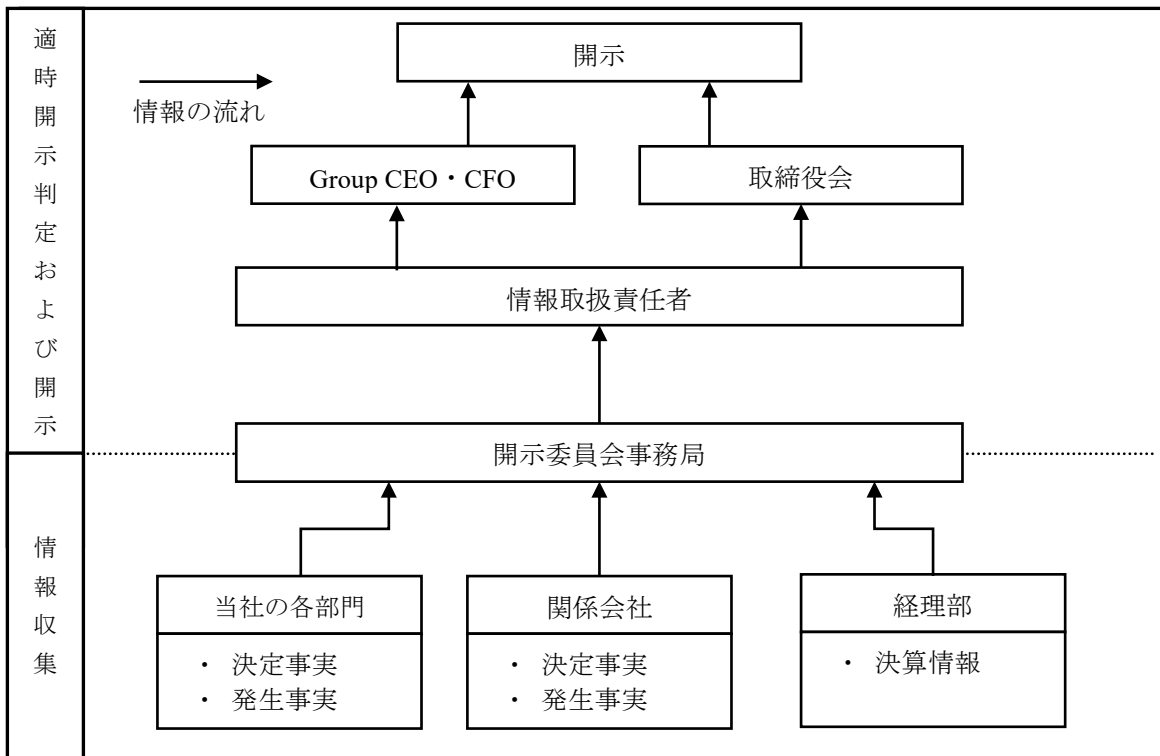 適時開示判定および開示
開示
情報の流れ
Group CEO・CFO
取締役会
情報取扱責任者
開示委員会事務局
情報収集
当社の各部門
・ 決定事実
・ 発生事実
関係会社
・ 決定事実
・ 発生事実
経理部
・ 決算情報